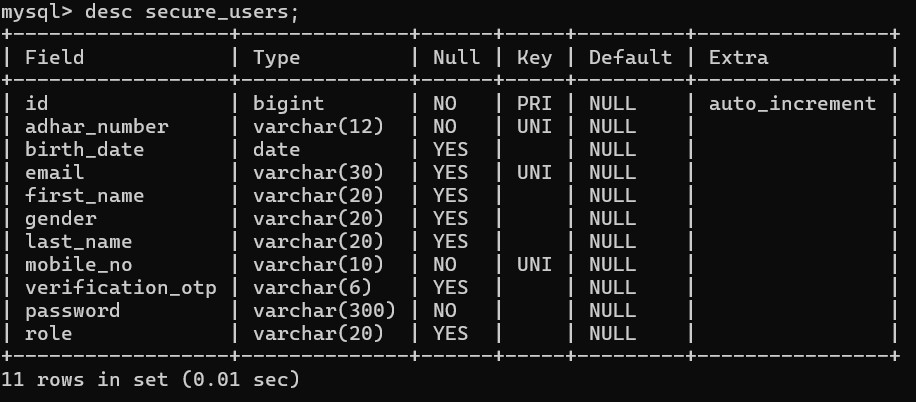 mysql> desc secure_users;
+------------------+--------------+------+-----+---------+----------------+
| Field            | Type         | Null | Key | Default | Extra          |
+------------------+--------------+------+-----+---------+----------------+
| id               | bigint       | NO   | PRI | NULL    | auto_increment |
| adhar_number     | varchar(12)  | NO   | UNI | NULL    |                |
| birth_date       | date         | YES  |     | NULL    |                |
| email            | varchar(30)  | YES  | UNI | NULL    |                |
| first_name       | varchar(20)  | YES  |     | NULL    |                |
| gender           | varchar(20)  | YES  |     | NULL    |                |
| last_name        | varchar(20)  | YES  |     | NULL    |                |
| mobile_no        | varchar(10)  | NO   | UNI | NULL    |                |
| verification_otp | varchar(6)   | YES  |     | NULL    |                |
| password         | varchar(300) | NO   |     | NULL    |                |
| role             | varchar(20)  | YES  |     | NULL    |                |
+------------------+--------------+------+-----+---------+----------------+
11 rows in set (0.01 sec)